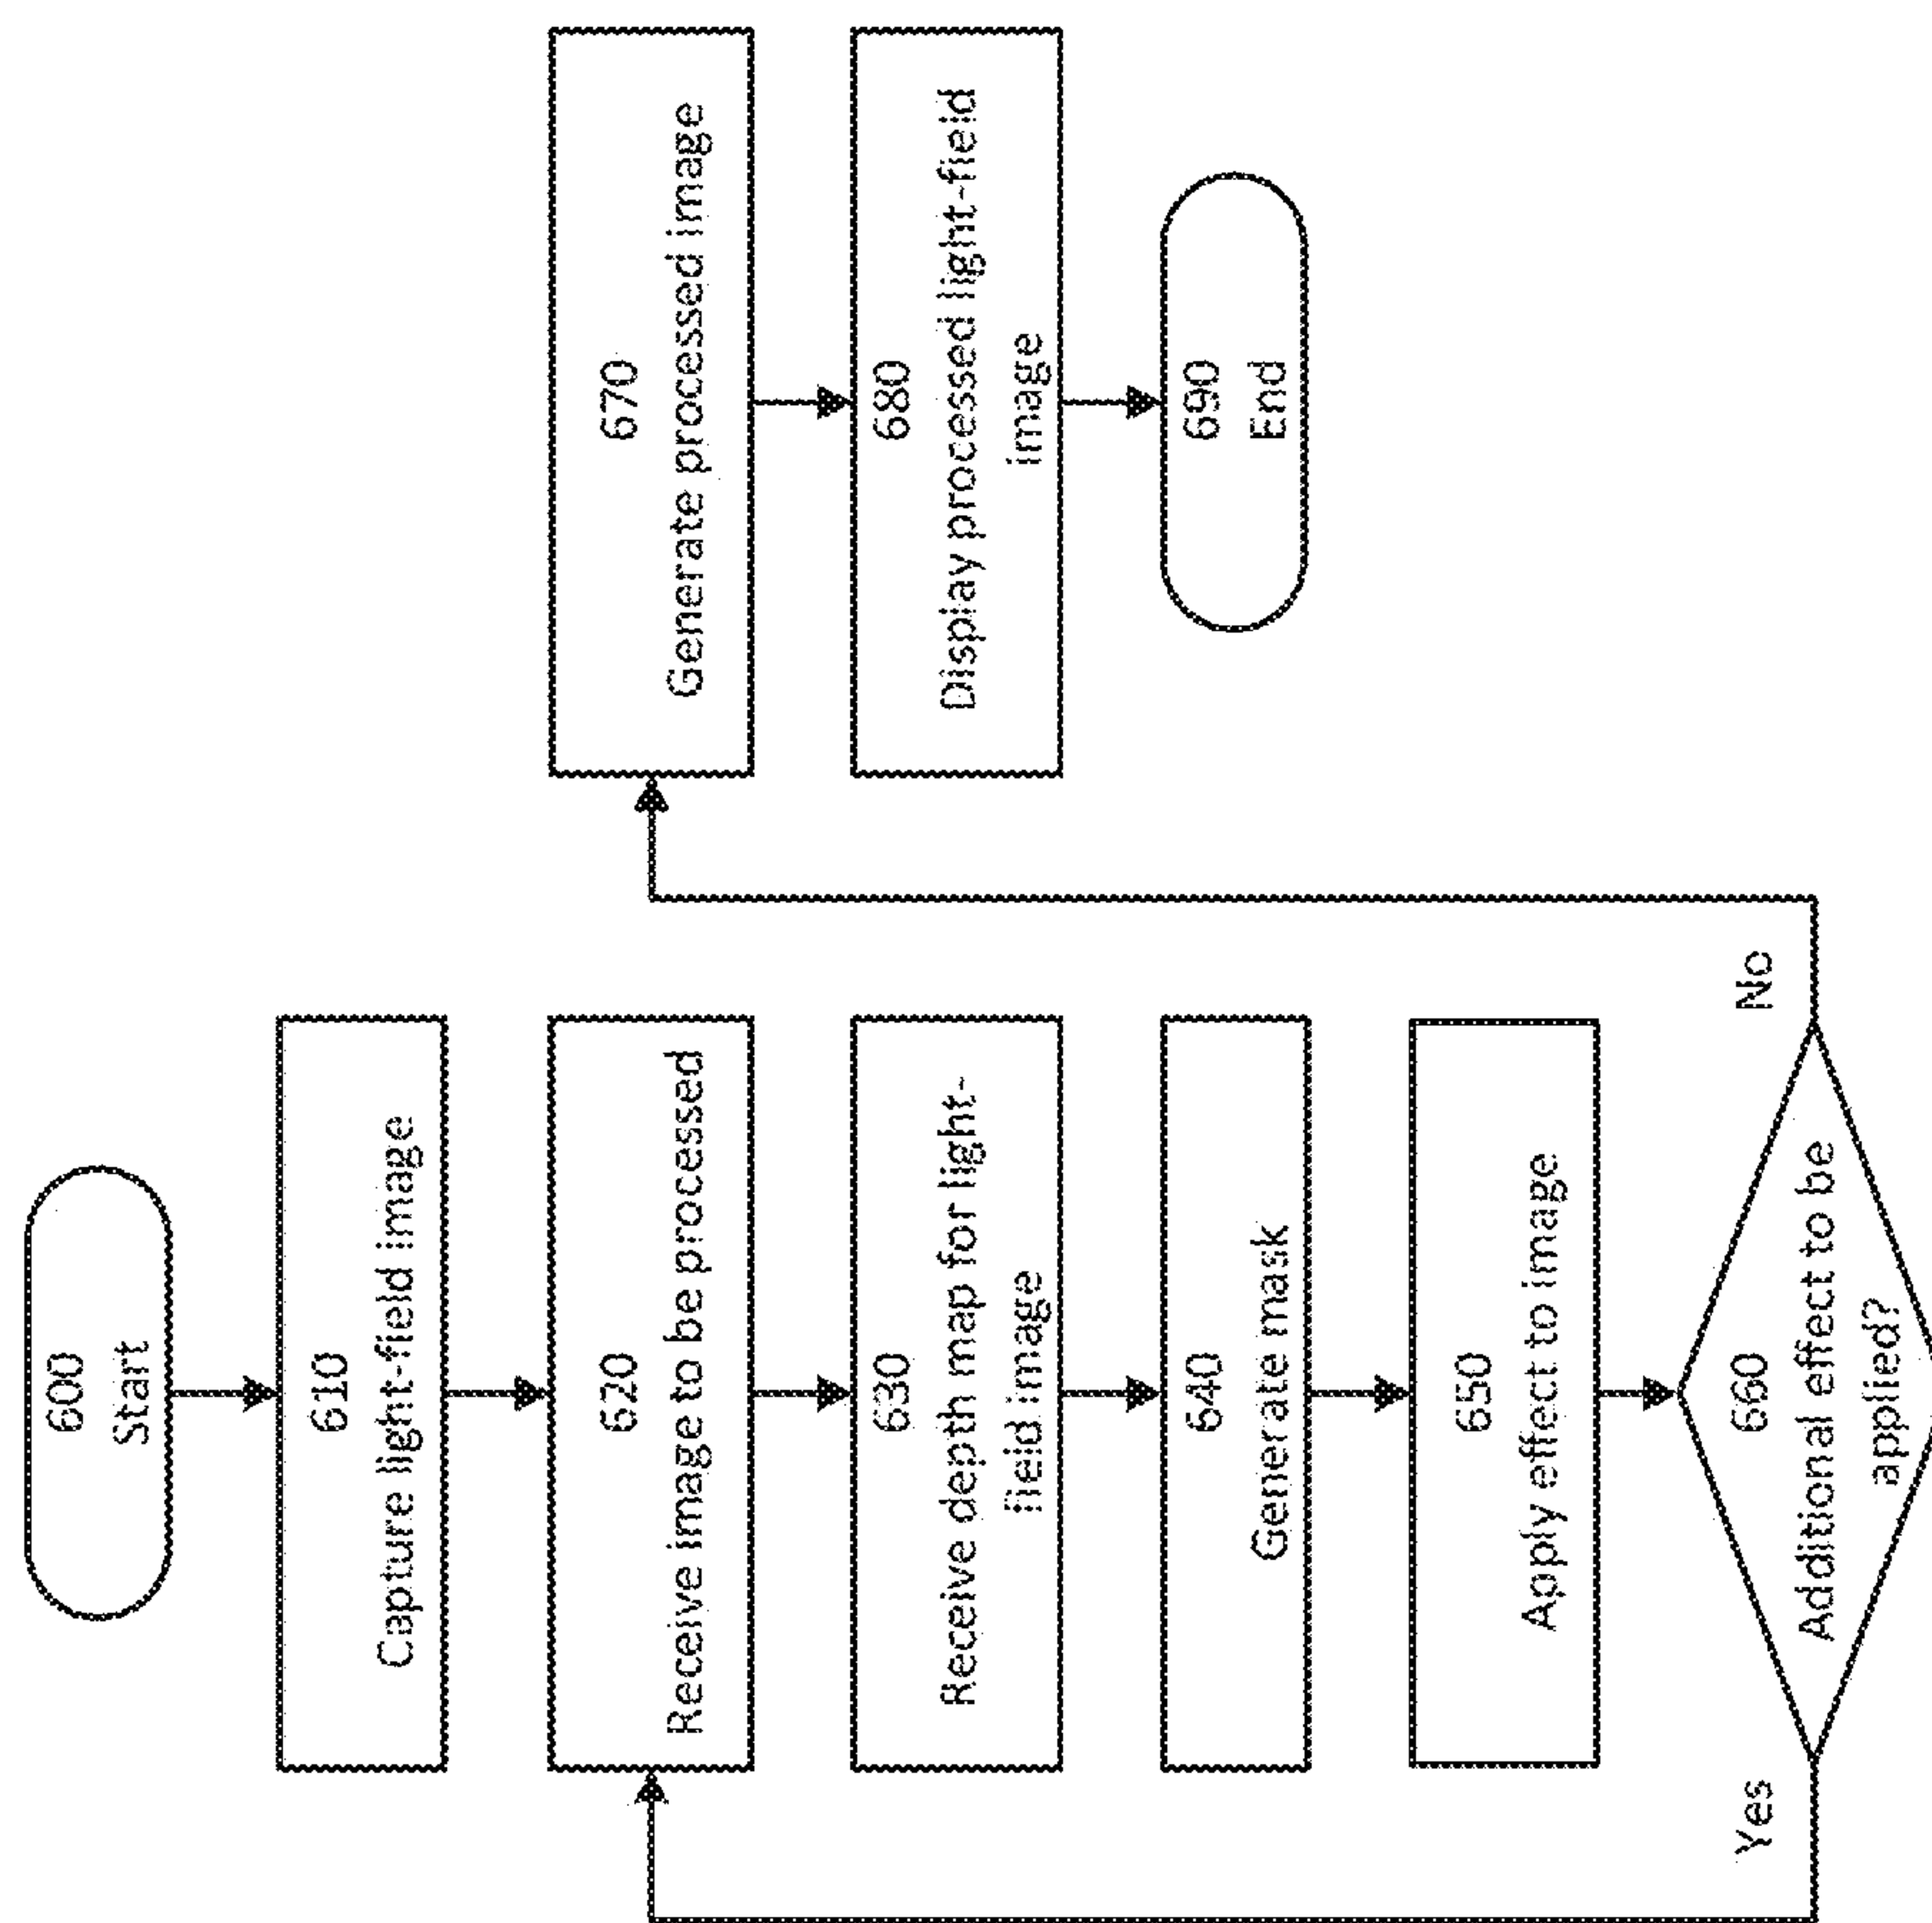 600
Start
610
Capture light-field image
620
Receive image to be processed
630
Receive depth map for light-
field image
640
Generate mask
650
Apply effect to image
660
Additional effect to be
applied?
Yes
No
670
Generate processed image
680
Display processed light-field
image
690
End